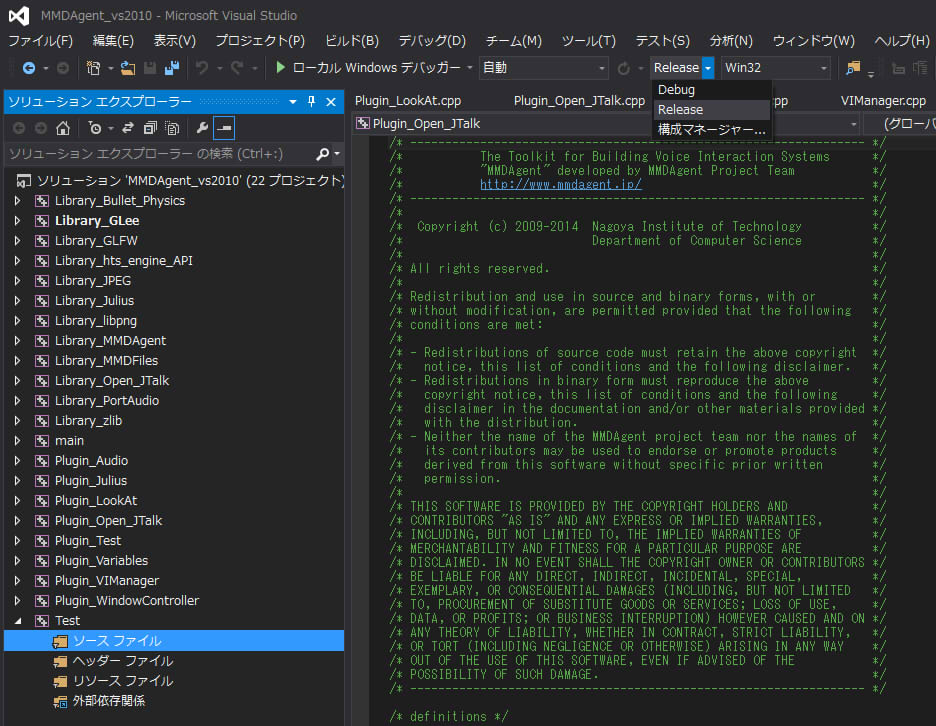 MMDAgent_vs2010 - Microsoft Visual Studio
ファイル(F) 編集(E) 表示(V) プロジェクト(P) ビルド(B) デバッグ(D) チーム(M) ツール(T) テスト(S) 分析(N) ウィンドウ(W) ヘルプ(H)
ローカル Windows デバッガー 自動 Release Win32
Debug
Release
構成マネージャー...
ソリューション エクスプローラー
ソリューション エクスプローラー の検索 (Ctrl+:)
ソリューション 'MMDAgent_vs2010' (22 プロジェクト)
Library_Bullet_Physics
Library_GLee
Library_GLFW
Library_hts_engine_API
Library_JPEG
Library_Julius
Library_libpng
Library_MMDAgent
Library_MMDFiles
Library_Open_JTalk
Library_PortAudio
Library_zlib
main
Plugin_Audio
Plugin_Julius
Plugin_LookAt
Plugin_Open_JTalk
Plugin_Test
Plugin_Variables
Plugin_VIManager
Plugin_WindowController
Test
ソース ファイル
ヘッダー ファイル
リソース ファイル
外部依存関係
Plugin_LookAt.cpp Plugin_Open_JTalk.cpp cpp VIManager.cpp
Plugin_Open_JTalk (グローバ
/* ----------------------------------------------------------------- */
/* The Toolkit for Building Voice Interaction Systems */
/* "MMDAgent" developed by MMDAgent Project Team */
/* http://www.mmdagent.jp/ */
/* ----------------------------------------------------------------- */
/* */
/* Copyright (c) 2009-2014 Nagoya Institute of Technology */
/* Department of Computer Science */
/* */
/* All rights reserved. */
/* */
/* Redistribution and use in source and binary forms, with or */
/* without modification, are permitted provided that the following */
/* conditions are met: */
/* */
/* - Redistributions of source code must retain the above copyright */
/* notice, this list of conditions and the following disclaimer. */
/* - Redistributions in binary form must reproduce the above */
/* copyright notice, this list of conditions and the following */
/* disclaimer in the documentation and/or other materials provided */
/* with the distribution. */
/* - Neither the name of the MMDAgent project team nor the names of */
/* its contributors may be used to endorse or promote products */
/* derived from this software without specific prior written */
/* permission. */
/* */
/* THIS SOFTWARE IS PROVIDED BY THE COPYRIGHT HOLDERS AND */
/* CONTRIBUTORS "AS IS" AND ANY EXPRESS OR IMPLIED WARRANTIES, */
/* INCLUDING, BUT NOT LIMITED TO, THE IMPLIED WARRANTIES OF */
/* MERCHANTABILITY AND FITNESS FOR A PARTICULAR PURPOSE ARE */
/* DISCLAIMED. IN NO EVENT SHALL THE COPYRIGHT OWNER OR CONTRIBUTORS */
/* BE LIABLE FOR ANY DIRECT, INDIRECT, INCIDENTAL, SPECIAL, */
/* EXEMPLARY, OR CONSEQUENTIAL DAMAGES (INCLUDING, BUT NOT LIMITED */
/* TO, PROCUREMENT OF SUBSTITUTE GOODS OR SERVICES; LOSS OF USE, */
/* DATA, OR PROFITS; OR BUSINESS INTERRUPTION) HOWEVER CAUSED AND ON */
/* ANY THEORY OF LIABILITY, WHETHER IN CONTRACT, STRICT LIABILITY, */
/* OR TORT (INCLUDING NEGLIGENCE OR OTHERWISE) ARISING IN ANY WAY */
/* OUT OF THE USE OF THIS SOFTWARE, EVEN IF ADVISED OF THE */
/* POSSIBILITY OF SUCH DAMAGE. */
/* ----------------------------------------------------------------- */
/* definitions */